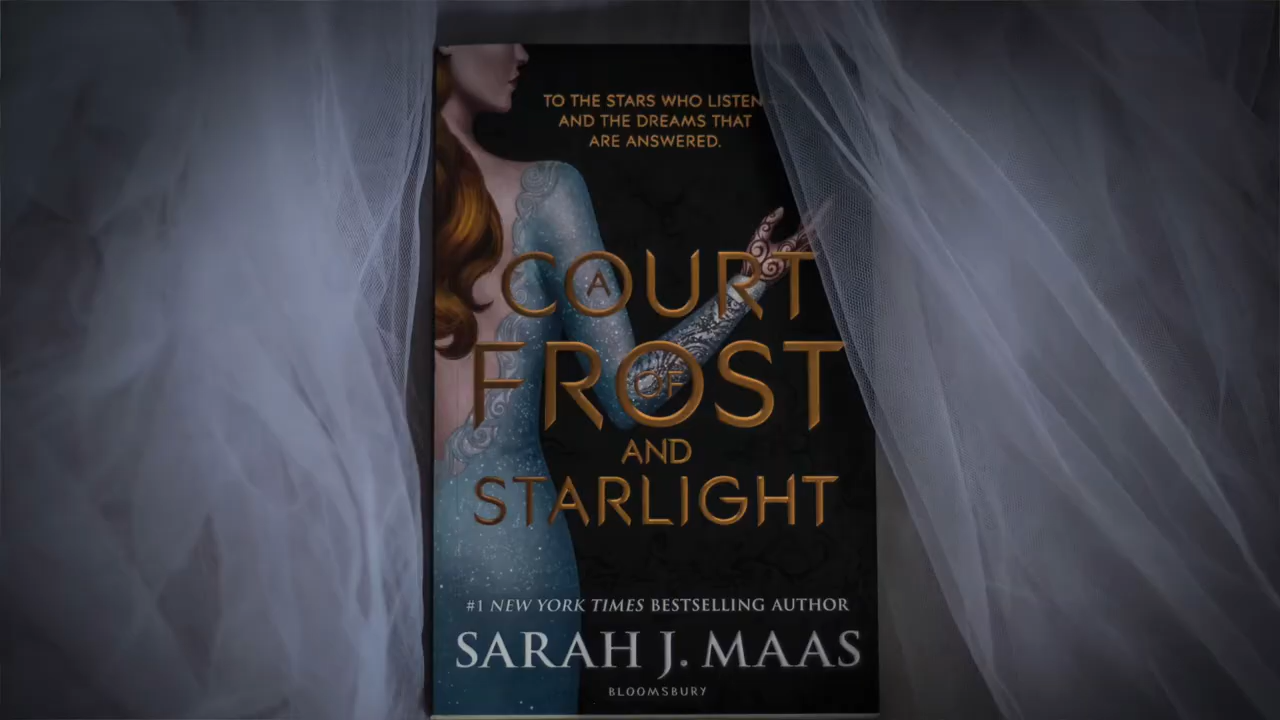 TO THE STARS WHO LISTEN
AND THE DREAMS THAT
ARE ANSWERED.
A COURT
OF FROST
AND
STARLIGHT
#1 NEW YORK TIMES BESTSELLING AUTHOR
SARAH J. MAAS
BLOOMSBURY